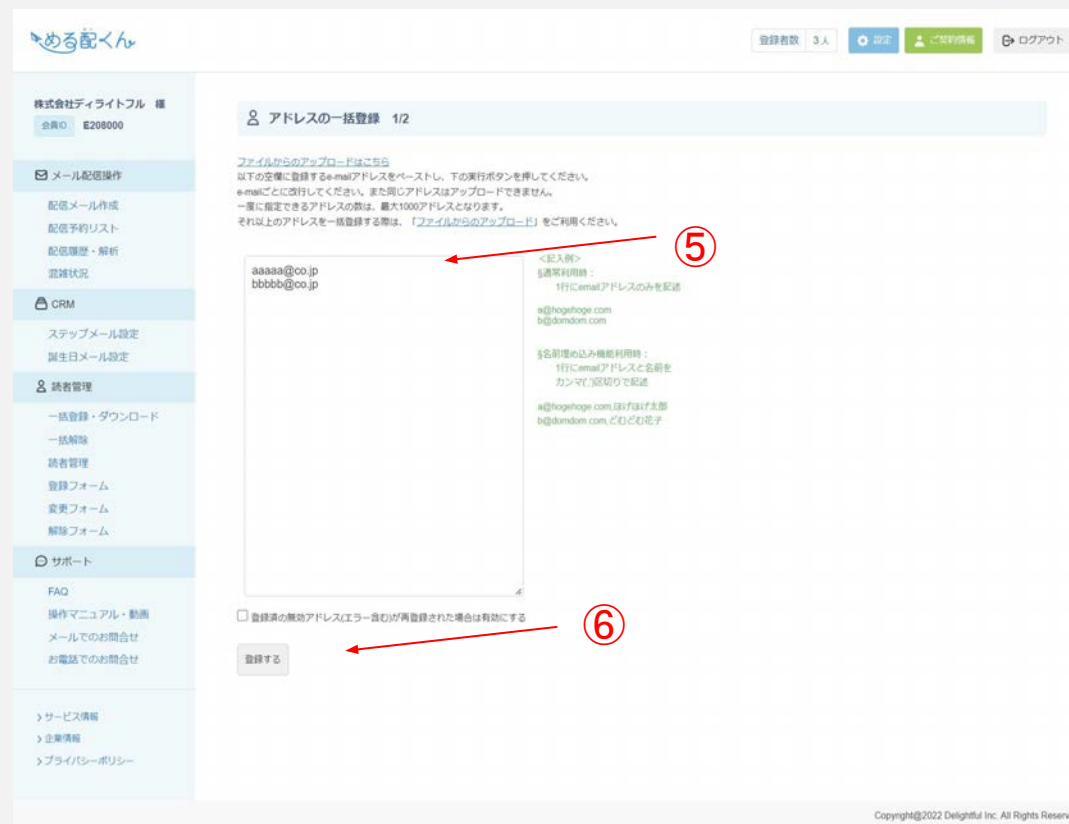 める配くん
登録者数 3人 設定 ご契約情報 ログアウト
株式会社ディライトフル 様
会員ID E208000
メール配信操作
配信メール作成
配信予約リスト
配信履歴・解析
混雑状況
CRM
ステップメール設定
誕生日メール設定
読者管理
一括登録・ダウンロード
一括解除
読者管理
登録フォーム
変更フォーム
解除フォーム
サポート
FAQ
操作マニュアル・動画
メールでのお問合せ
お電話でのお問合せ
サービス情報
企業情報
プライバシーポリシー
アドレスの一括登録 1/2
ファイルからのアップロードはこちら
以下の空欄に登録するe-mailアドレスをペーストし、下の実行ボタンを押してください。
e-mailごとに改行してください。また同じアドレスはアップロードできません。
一度に指定できるアドレスの数は、最大1000アドレスとなります。
それ以上のアドレスを一括登録する際は、「ファイルからのアップロード」をご利用ください。
⑤
aaaaa@co.jp
bbbbb@co.jp
<記入例>
§通常利用時：
1行にemailアドレスのみを記述
a@hogehoge.com
b@domdom.com
§名前埋め込み機能利用時：
1行にemailアドレスと名前を
カンマ(,)区切りで記述
a@hogehoge.com,ほげほげ太郎
b@domdom.com,どむどむ花子
登録済の無効アドレス(エラー含む)が再登録された場合は有効にする
⑥
登録する
Copyright@2022 Delightful Inc. All Rights Reserv